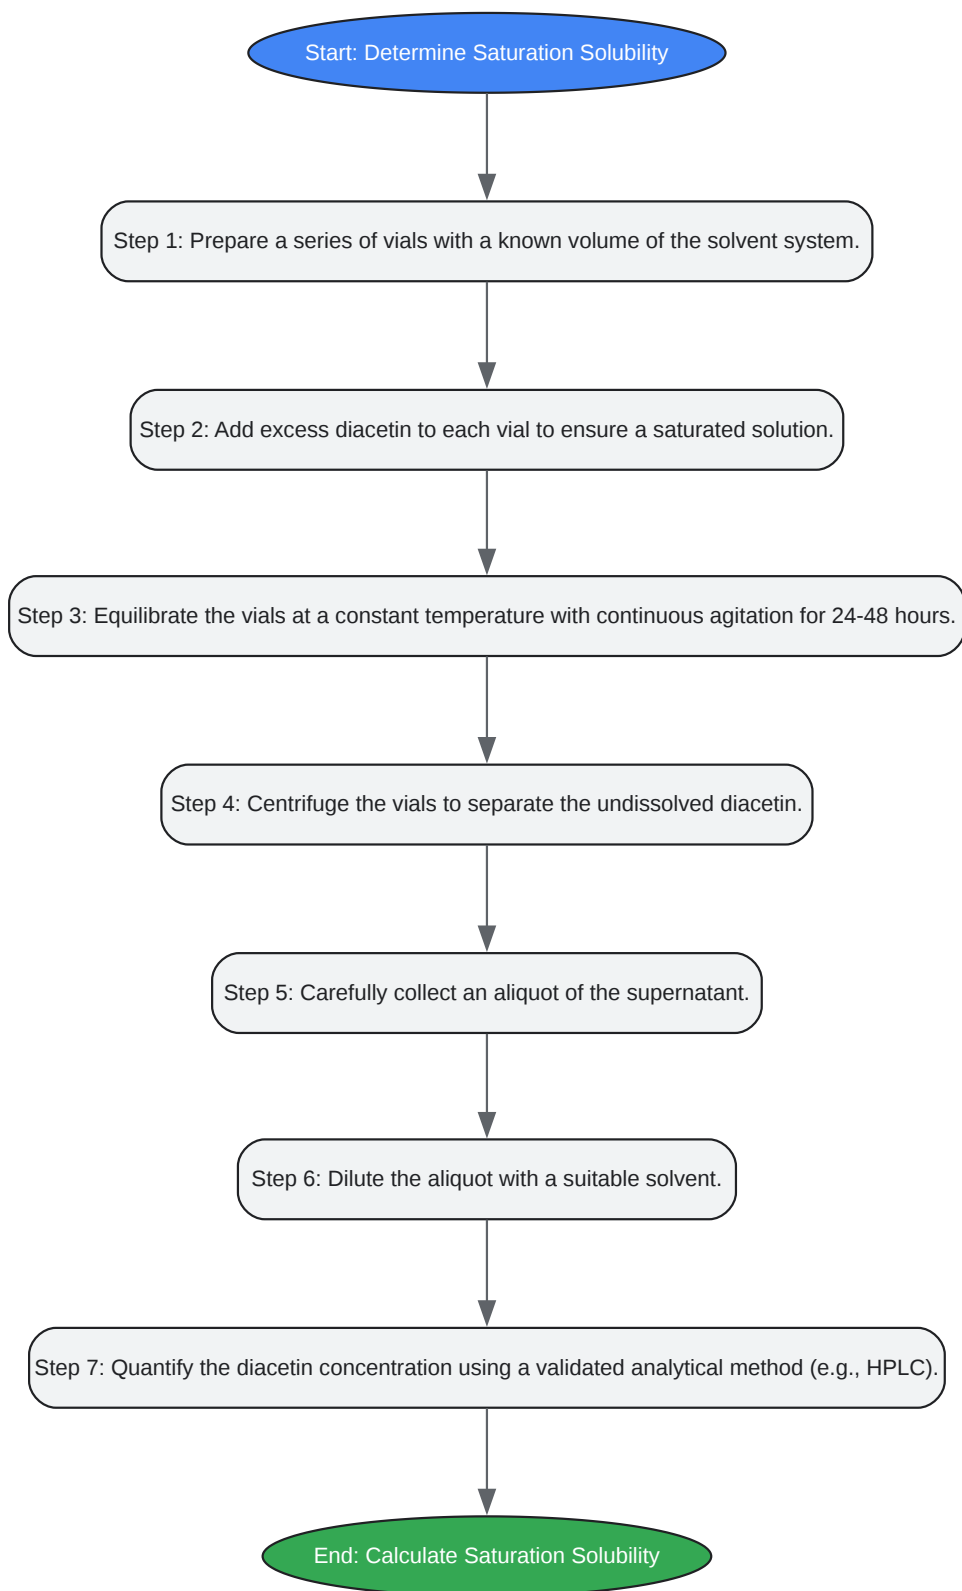 Start: Determine Saturation Solubility
Step 1: Prepare a series of vials with a known volume of the solvent system.
Step 2: Add excess diacetin to each vial to ensure a saturated solution.
Step 3: Equilibrate the vials at a constant temperature with continuous agitation for 24-48 hours.
Step 4: Centrifuge the vials to separate the undissolved diacetin.
Step 5: Carefully collect an aliquot of the supernatant.
Step 6: Dilute the aliquot with a suitable solvent.
Step 7: Quantify the diacetin concentration using a validated analytical method (e.g., HPLC).
End: Calculate Saturation Solubility